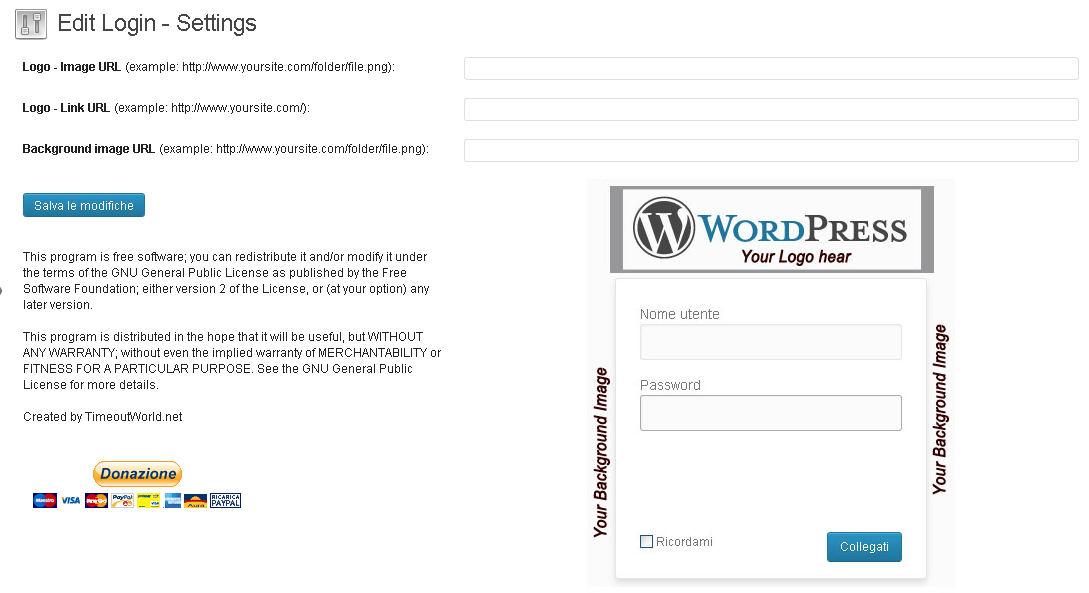 Edit Login - Settings
Logo - Image URL (example: http://www.yoursite.com/folder/file.png):
Logo - Link URL (example: http://www.yoursite.com/):
Background image URL (example: http://www.yoursite.com/folder/file.png):
Salva le modifiche
This program is free software; you can redistribute it and/or modify it under
the terms of the GNU General Public License as published by the Free
Software Foundation; either version 2 of the License, or (at your option) any
later version.
This program is distributed in the hope that it will be useful, but WITHOUT
ANY WARRANTY; without even the implied warranty of MERCHANTABILITY or
FITNESS FOR A PARTICULAR PURPOSE. See the GNU General Public
License for more details.
Created by TimeoutWorld.net
Donazione
Maestro VISA PayPal RICARICA
PAYPAL
WORDPRESS
Your Logo hear
Nome utente
Password
Your Background Image
Your Background Image
Ricordami
Collegati